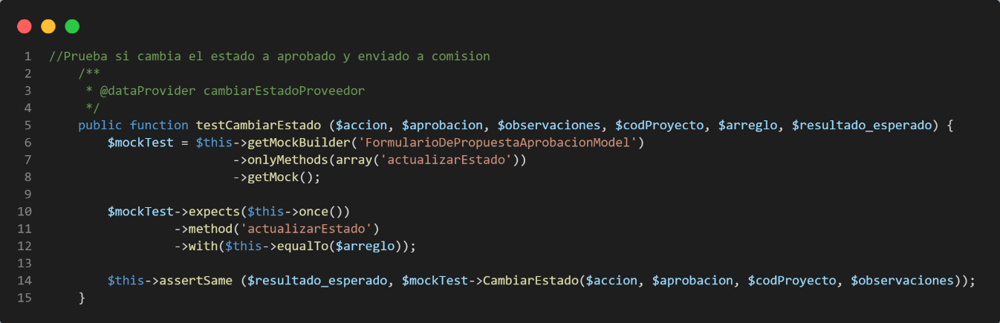 1 //Prueba si cambia el estado a aprobado y enviado a comision
2 /**
3 * @dataProvider cambiarEstadoProveedor
4 */
5 public function testCambiarEstado ($accion, $aprobacion, $observaciones, $codProyecto, $arreglo, $resultado_esperado) {
6 $mockTest = $this->getMockBuilder('FormularioDePropuestaAprobacionModel')
7 ->onlyMethods(array('actualizarEstado'))
8 ->getMock();
9
10 $mockTest->expects($this->once())
11 ->method('actualizarEstado')
12 ->with($this->equalTo($arreglo));
13
14 $this->assertSame ($resultado_esperado, $mockTest->CambiarEstado($accion, $aprobacion, $codProyecto, $observaciones));
15 }